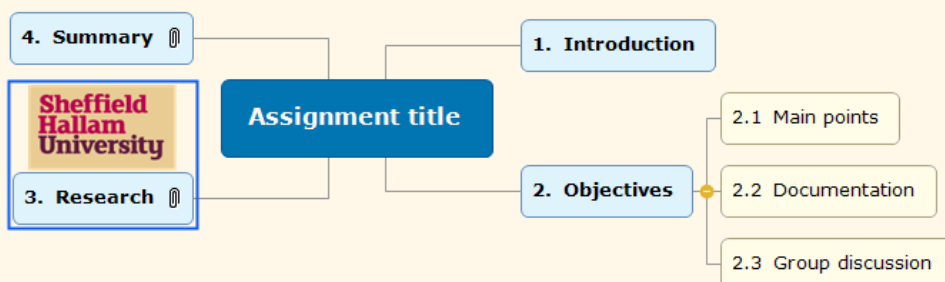 4. Summary
1. Introduction
Sheffield
Hallam
University
Assignment title
2.1 Main points
3. Research
2. Objectives
2.2 Documentation
2.3 Group discussion